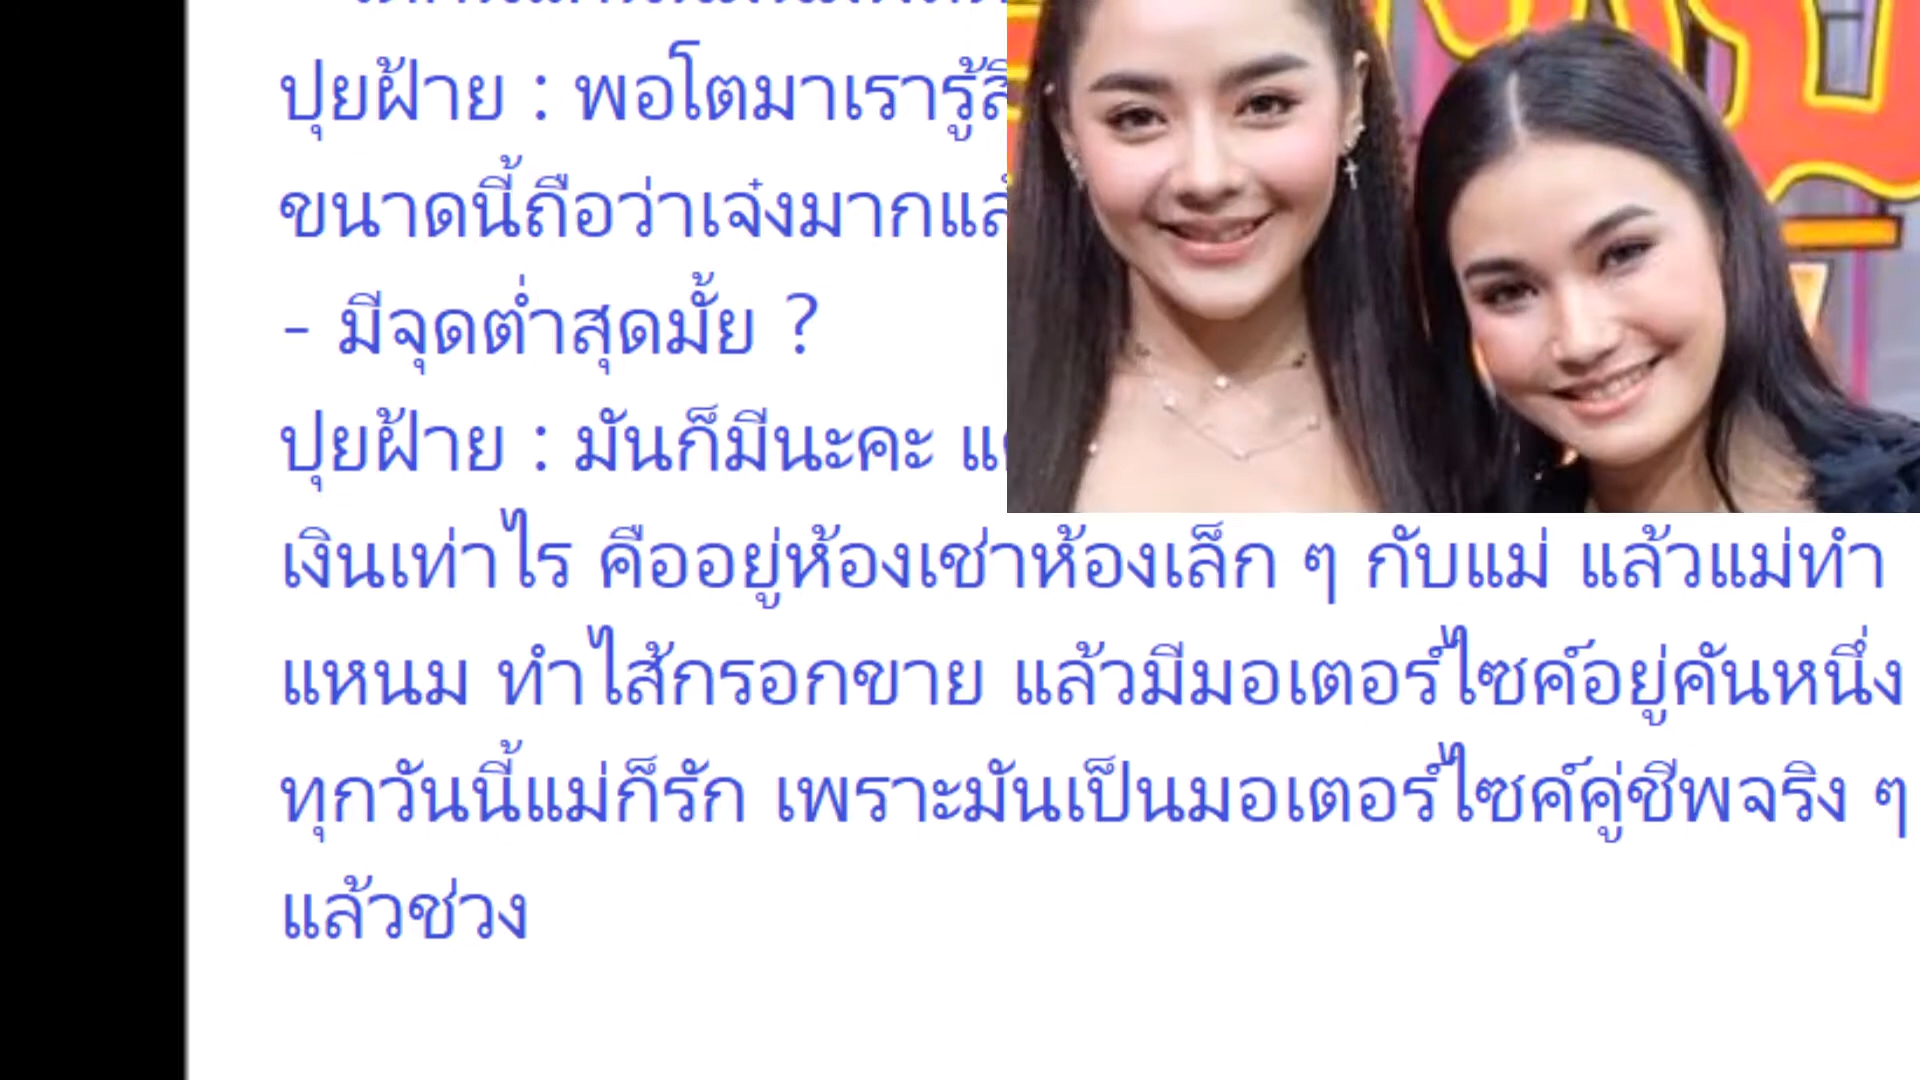 ปุยฝ้าย : พอโตมาเรารู้
ขนาดนี้ถือว่าเจ๋งมาก
- มีจุดต่ำสุดมั้ย ?
ปุยฝ้าย : มันก็มีนะคะ
เงินเท่าไร คืออยู่ห้องเช่าห้องเล็ก ๆ กับแม่ แล้วแม่ทำ
แหนม ทำไส้กรอกขาย แล้วมีมอเตอร์ไซค์อยู่คันหนึ่ง
ทุกวันนี้แม่ก็รัก เพราะมันเป็นมอเตอร์ไซค์คู่ชีพจริง ๆ
แล้วช่วง